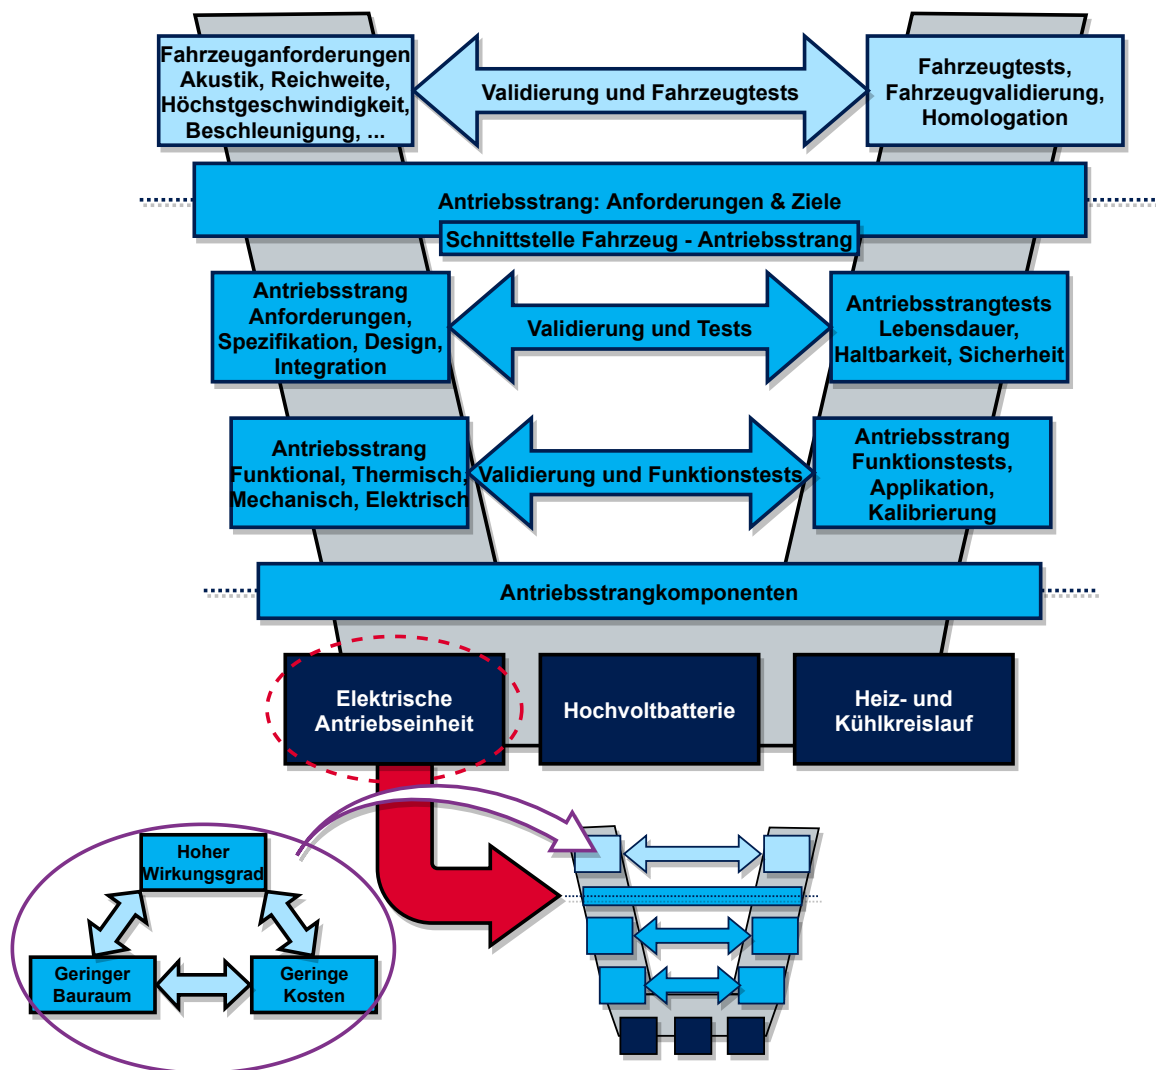 Fahrzeuganforderungen
Akustik, Reichweite,
Höchstgeschwindigkeit,
Beschleunigung, ...
Validierung und Fahrzeugtests
Fahrzeugtests,
Fahrzeugvalidierung,
Homologation
Antriebsstrang: Anforderungen & Ziele
Schnittstelle Fahrzeug - Antriebsstrang
Antriebsstrang
Anforderungen,
Spezifikation, Design,
Integration
Validierung und Tests
Antriebsstrangtests
Lebensdauer,
Haltbarkeit, Sicherheit
Antriebsstrang
Funktional, Thermisch,
Mechanisch, Elektrisch
Validierung und Funktionstests
Antriebsstrang
Funktionstests,
Applikation,
Kalibrierung
Antriebsstrangkomponenten
Elektrische
Antriebseinheit
Hochvoltbatterie
Heiz- und
Kühlkreislauf
Hoher
Wirkungsgrad
Geringer
Bauraum
Geringe
Kosten